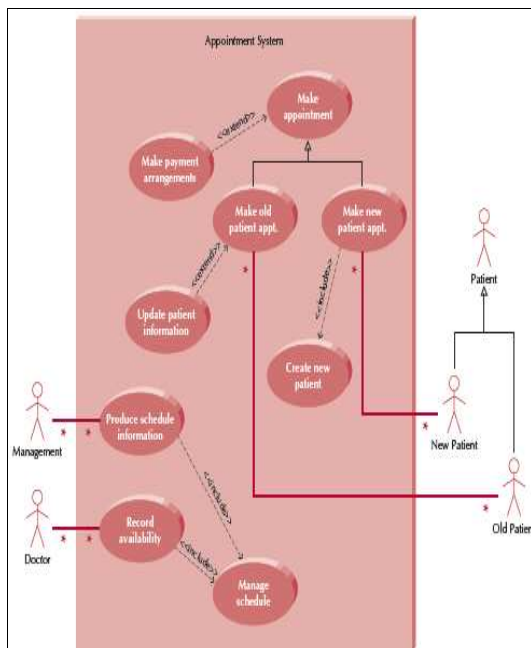 Appointment System
Make
appointment
<<extend>>
Make payment
arrangements
Make old
patient appt.
Make new
patient appt.
*
*
<<extend>>
<<include>>
Patient
Update patient
information
Create new
patient
Management
*
*
Produce schedule
information
*
New Patient
<<include>>
*
Old Patien
Doctor
*
*
Record
availability
<<include>>
Manage
schedule